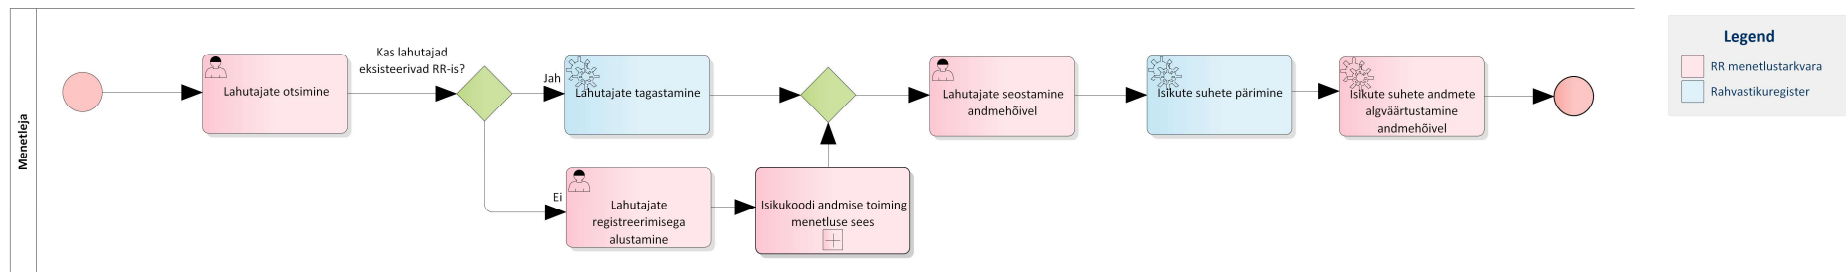 Menetleja
Lahutajate otsimine
Kas lahutajad
eksisteerivad RR-is?
Jah
Lahutajate tagastamine
Ei
Lahutajate
registreerimisega
alustamine
Isikukoodi andmise toiming
menetluse sees
Lahutajate seostamine
andmehõivel
Isikute suhete pärimine
Isikute suhete andmete
algväärtustamine
andmehõivel
Legend
RR menetlustarkvara
Rahvastikuregister